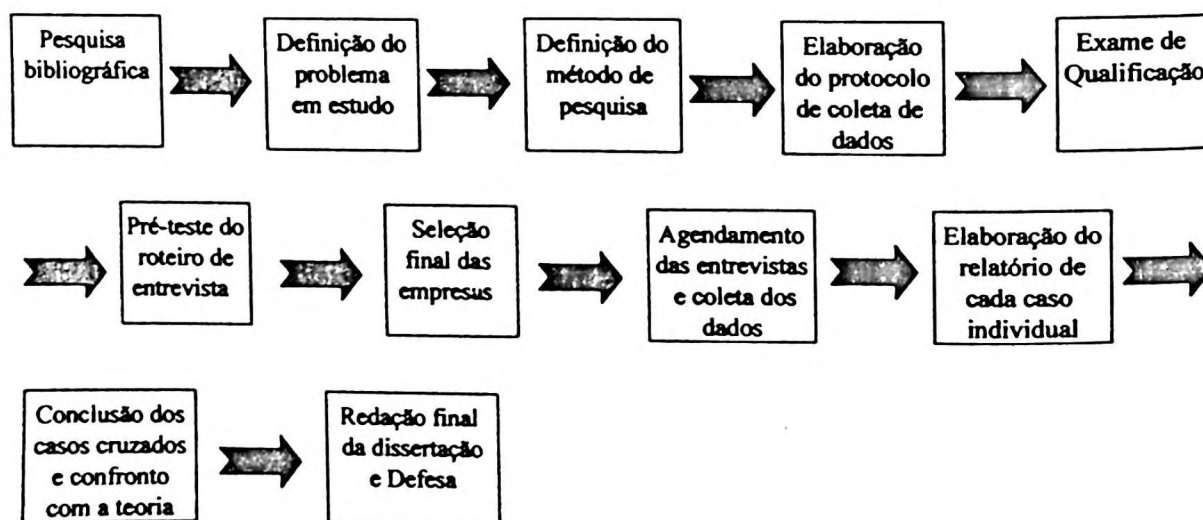 Pesquisa
bibliográfica
Definição do
problema
em estudo
Definição do
método de
pesquisa
Elaboração
do protocolo
de coleta de
dados
Exame de
Qualificação
Pré-teste do
roteiro de
entrevista
Seleção
final das
empresus
Agendamento
das entrevistas
e coleta dos
dados
Elaboração do
relatório de
cada caso
individual
Conclusão dos
casos cruzados
e confronto
com a teoria
Redação final
da dissertação
e Defesa